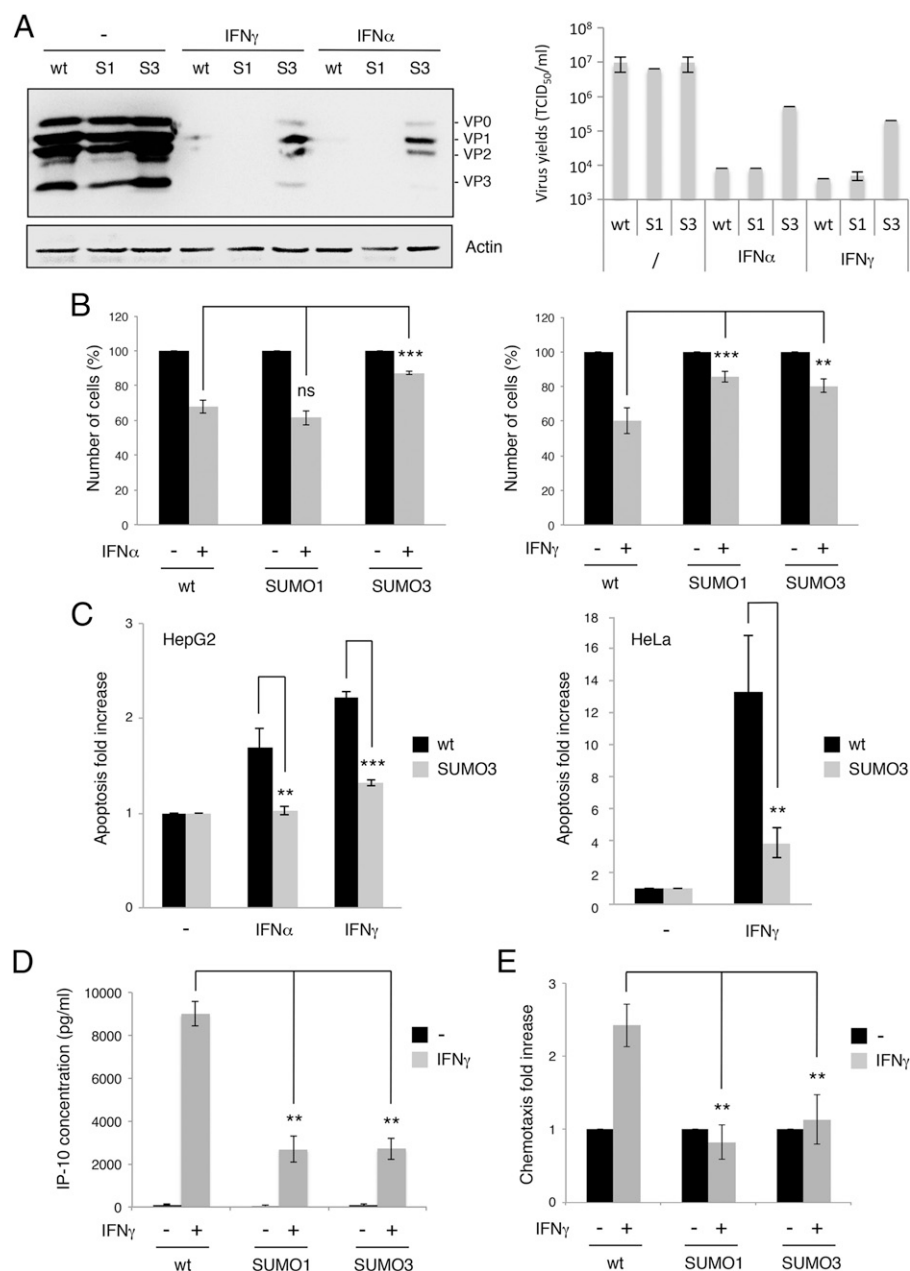 A
- IFNγ IFNα
wt S1 S3 wt S1 S3 wt S1 S3
- VP0
- VP1
- VP2
- VP3
Actin
Virus yields (TCID50/ml)
10⁷
10⁶
10⁵
10⁴
10³
wt S1 S3 wt S1 S3 wt S1 S3
/ IFNα IFNγ
B
Number of cells (%)
120
100
80
60
40
20
0
ns
***
IFNα - + - + - +
wt SUMO1 SUMO3
Number of cells (%)
120
100
80
60
40
20
0
***
**
IFNγ - + - + - +
wt SUMO1 SUMO3
C
HepG2
Apoptosis fold increase
3
2
1
0
**
***
wt
SUMO3
- IFNα IFNγ
HeLa
Apoptosis fold increase
18
16
14
12
10
8
6
4
2
0
**
wt
SUMO3
- IFNγ
D
IP-10 concentration (pg/ml)
10000
8000
6000
4000
2000
0
**
**
-
IFNγ
IFNγ - + - + - +
wt SUMO1 SUMO3
E
Chemotaxis fold inrease
3
2
1
0
**
**
-
IFNγ
IFNγ - + - + - +
wt SUMO1 SUMO3